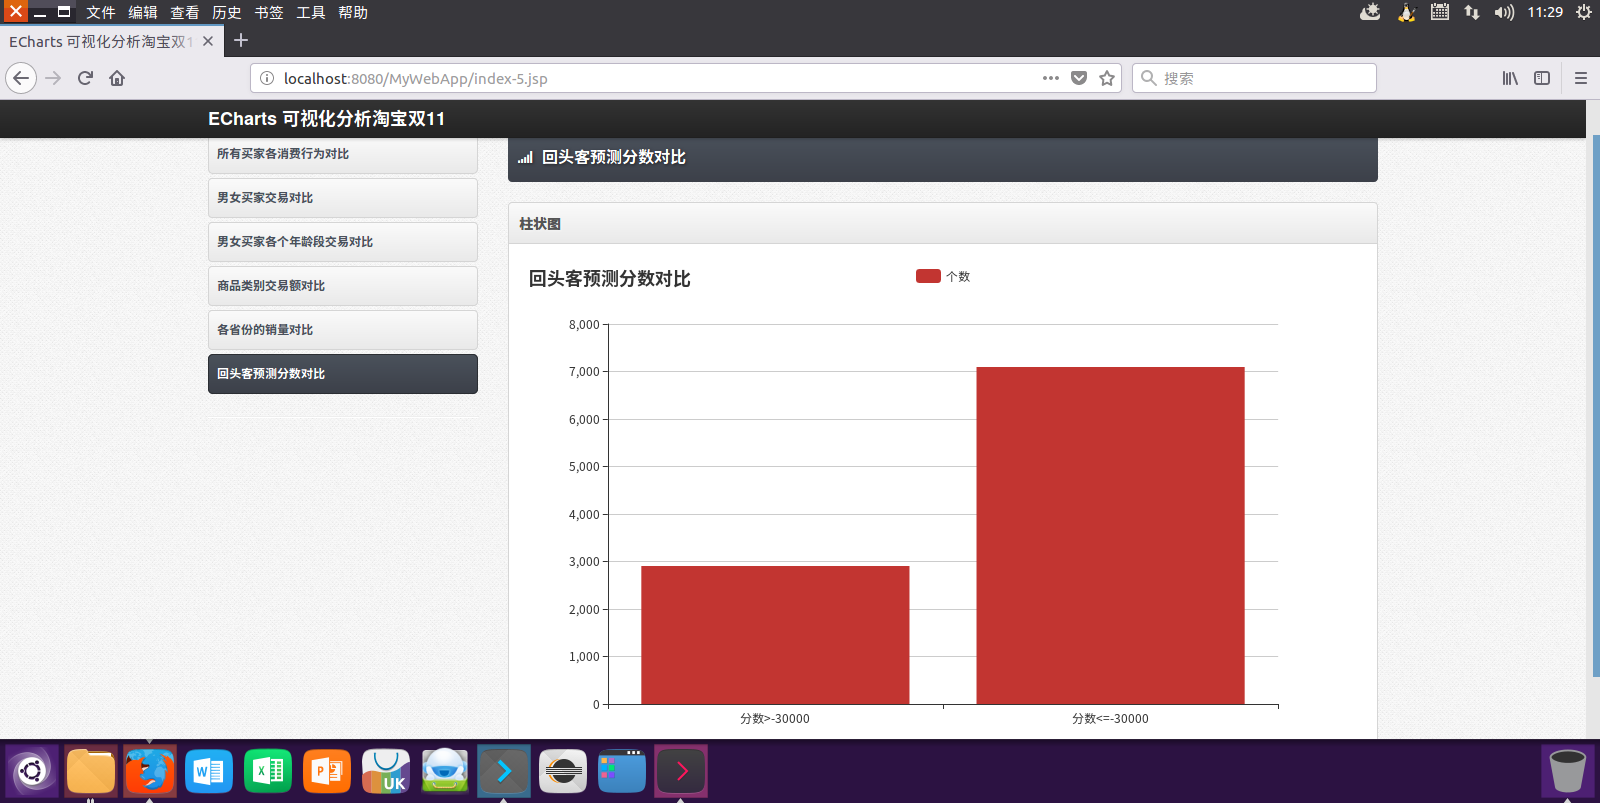 文件 编辑 查看 历史 书签 工具 帮助
11:29
ECharts 可视化分析淘宝双1
localhost:8080/MyWebApp/index-5.jsp
搜索
ECharts 可视化分析淘宝双11
所有买家各消费行为对比
男女买家交易对比
男女买家各个年龄段交易对比
商品类别交易额对比
各省份的销量对比
回头客预测分数对比
回头客预测分数对比
柱状图
回头客预测分数对比
个数
8,000
7,000
6,000
5,000
4,000
3,000
2,000
1,000
0
分数>-30000
分数<=-30000
W
X
P
UK